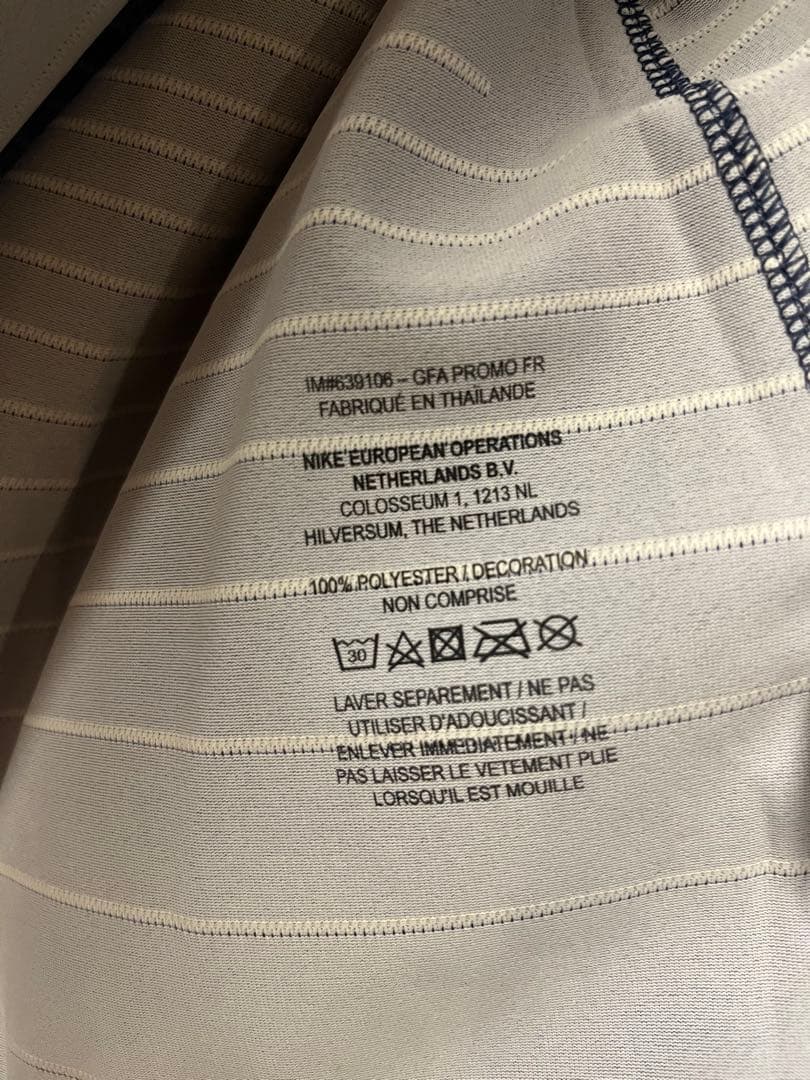 IM#639106 – GFA PROMO FR
FABRIQUÉ EN THAÏLANDE
NIKE EUROPEAN OPERATIONS
NETHERLANDS B.V.
COLOSSEUM 1, 1213 NL
HILVERSUM, THE NETHERLANDS
100% POLYESTER / DECORATION
NON COMPRISE
30
LAVER SEPAREMENT / NE PAS
UTILISER D'ADOUCISSANT /
ENLEVER IMMEDIATEMENT / NE
PAS LAISSER LE VETEMENT PLIE
LORSQU'IL EST MOUILLE